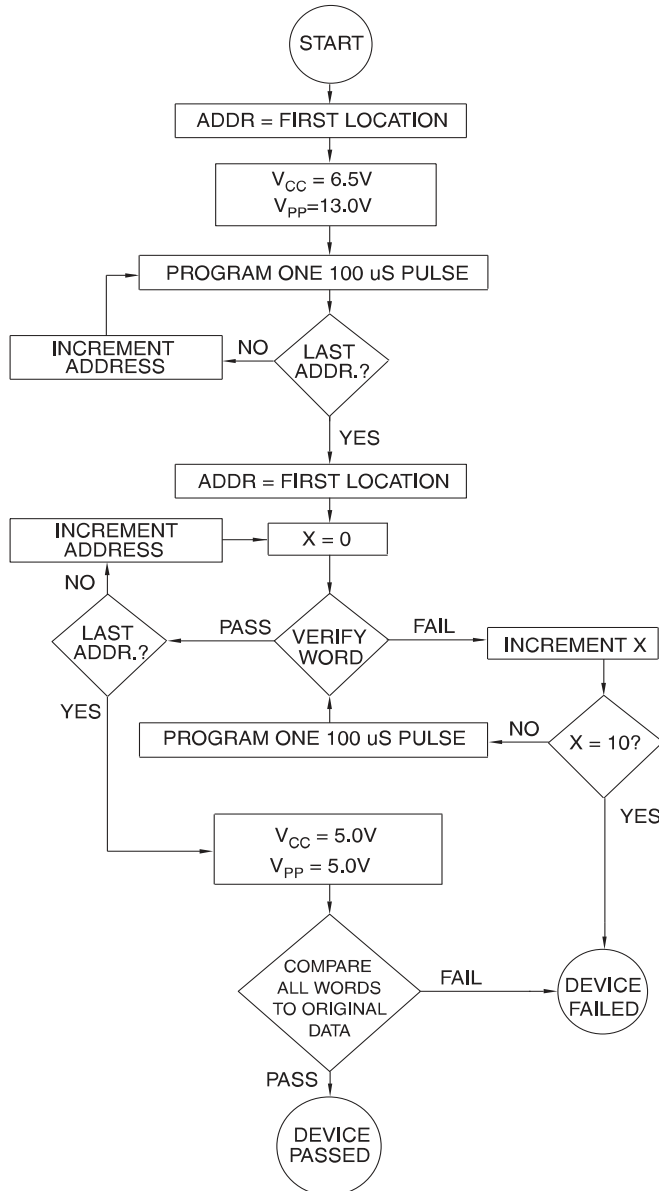 START
ADDR = FIRST LOCATION
VCC = 6.5V
VPP=13.0V
PROGRAM ONE 100 uS PULSE
INCREMENT
ADDRESS
NO
LAST
ADDR.?
YES
ADDR = FIRST LOCATION
INCREMENT
ADDRESS
X = 0
NO
LAST
ADDR.?
PASS
VERIFY
WORD
FAIL
INCREMENT X
YES
PROGRAM ONE 100 uS PULSE
NO
X = 10?
YES
VCC = 5.0V
VPP = 5.0V
COMPARE
ALL WORDS
TO ORIGINAL
DATA
FAIL
DEVICE
FAILED
PASS
DEVICE
PASSED